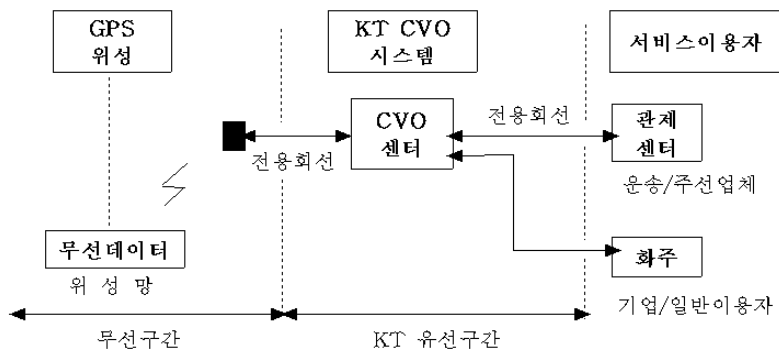 GPS
위성
KT CVO
시스템
서비스이용자
CVO
센터
전용회선
전용회선
관제
센터
운송/주선업체
무선데이터
위 성 망
화주
기업/일반이용자
무선구간
KT 유선구간